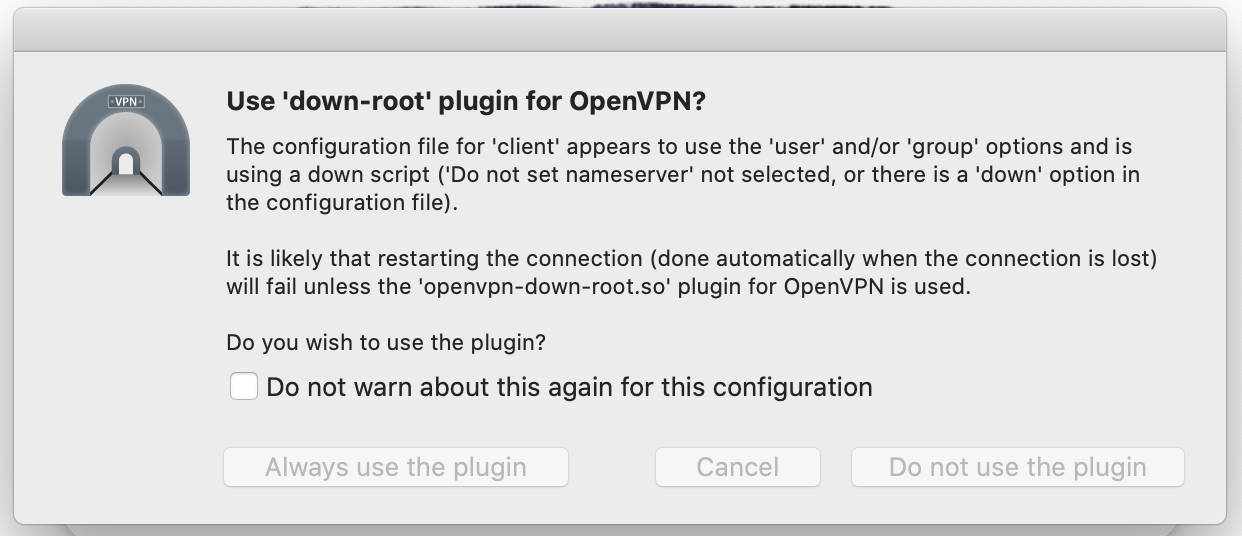 VPN
Use 'down-root' plugin for OpenVPN?
The configuration file for 'client' appears to use the 'user' and/or 'group' options and is
using a down script ('Do not set nameserver' not selected, or there is a 'down' option in
the configuration file).
It is likely that restarting the connection (done automatically when the connection is lost)
will fail unless the 'openvpn-down-root.so' plugin for OpenVPN is used.
Do you wish to use the plugin?
Do not warn about this again for this configuration
Always use the plugin
Cancel
Do not use the plugin